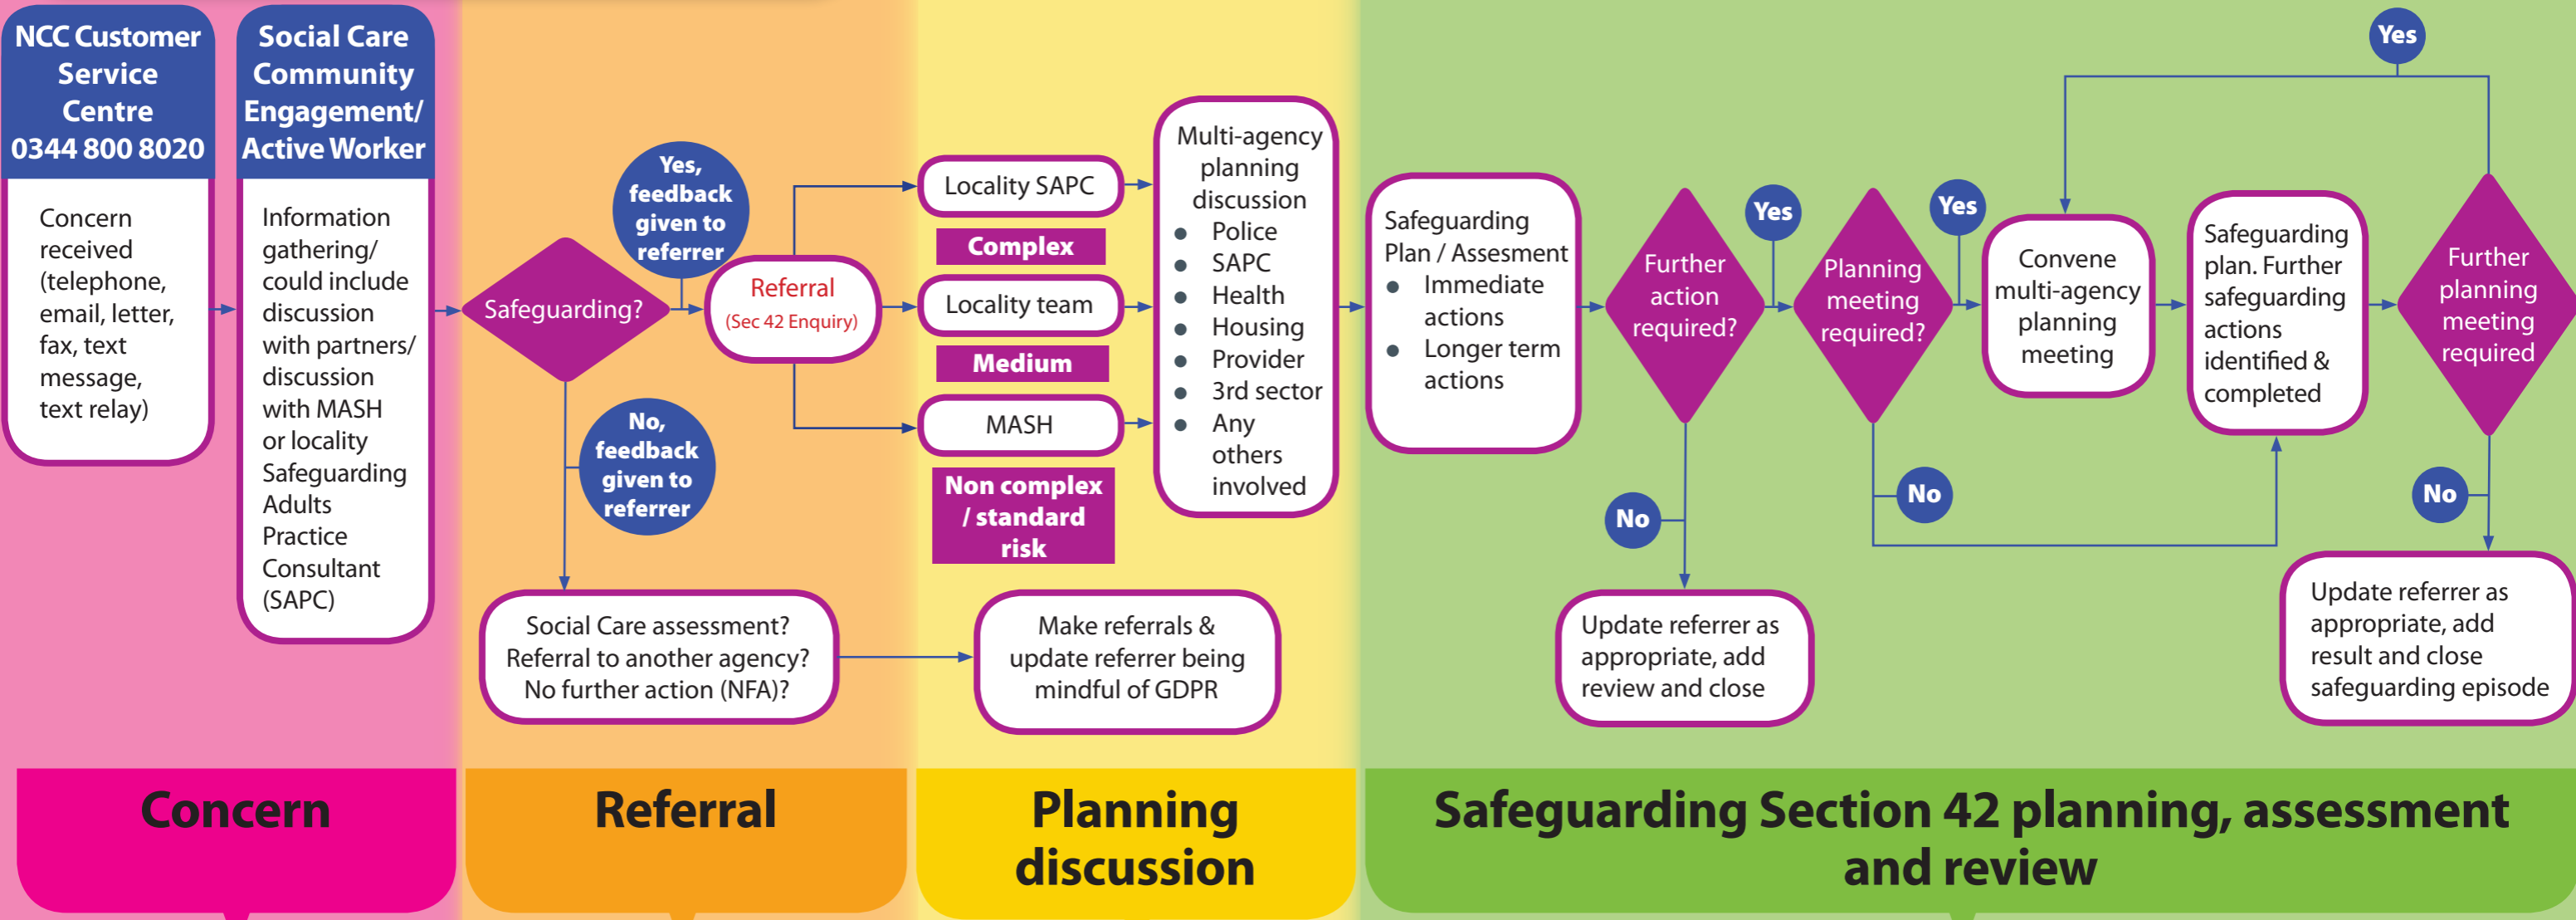 NCC Customer
Service
Centre
0344 800 8020
Concern
received
(telephone,
email, letter,
fax, text
message,
text relay)
Social Care
Community
Engagement/
Active Worker
Information
gathering/
could include
discussion
with partners/
discussion
with MASH
or locality
Safeguarding
Adults
Practice
Consultant
(SAPC)
Safeguarding?
Yes,
feedback
given to
referrer
No,
feedback
given to
referrer
Referral
(Sec 42 Enquiry)
Social Care assessment?
Referral to another agency?
No further action (NFA)?
Locality SAPC
Complex
Locality team
Medium
MASH
Non complex
/ standard
risk
Make referrals &
update referrer being
mindful of GDPR
Multi-agency
planning
discussion
● Police
● SAPC
● Health
● Housing
● Provider
● 3rd sector
● Any
others
involved
Safeguarding
Plan / Assesment
● Immediate
actions
● Longer term
actions
Further
action
required?
Yes
No
Update referrer as
appropriate, add
review and close
Planning
meeting
required?
Yes
No
Convene
multi-agency
planning
meeting
Safeguarding
plan. Further
safeguarding
actions
identified &
completed
Further
planning
meeting
required
Yes
No
Update referrer as
appropriate, add
result and close
safeguarding episode
Concern
Referral
Planning
discussion
Safeguarding Section 42 planning, assessment
and review